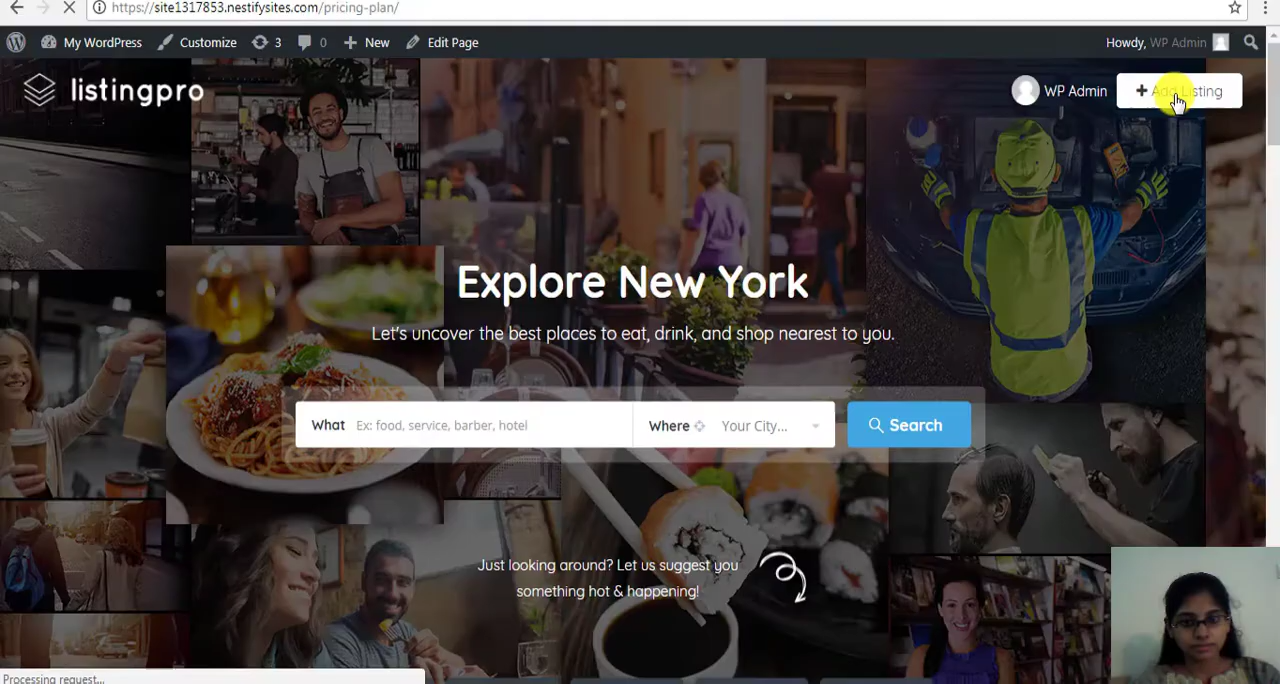 https://site1317853.nestifysites.com/pricing-plan/
My WordPress Customize 3 0 New Edit Page Howdy, WP Admin
listingpro WP Admin + Add Listing
Explore New York
Let's uncover the best places to eat, drink, and shop nearest to you.
What Ex: food, service, barber, hotel Where Your City... Search
Just looking around? Let us suggest you
something hot & happening!
Processing request...